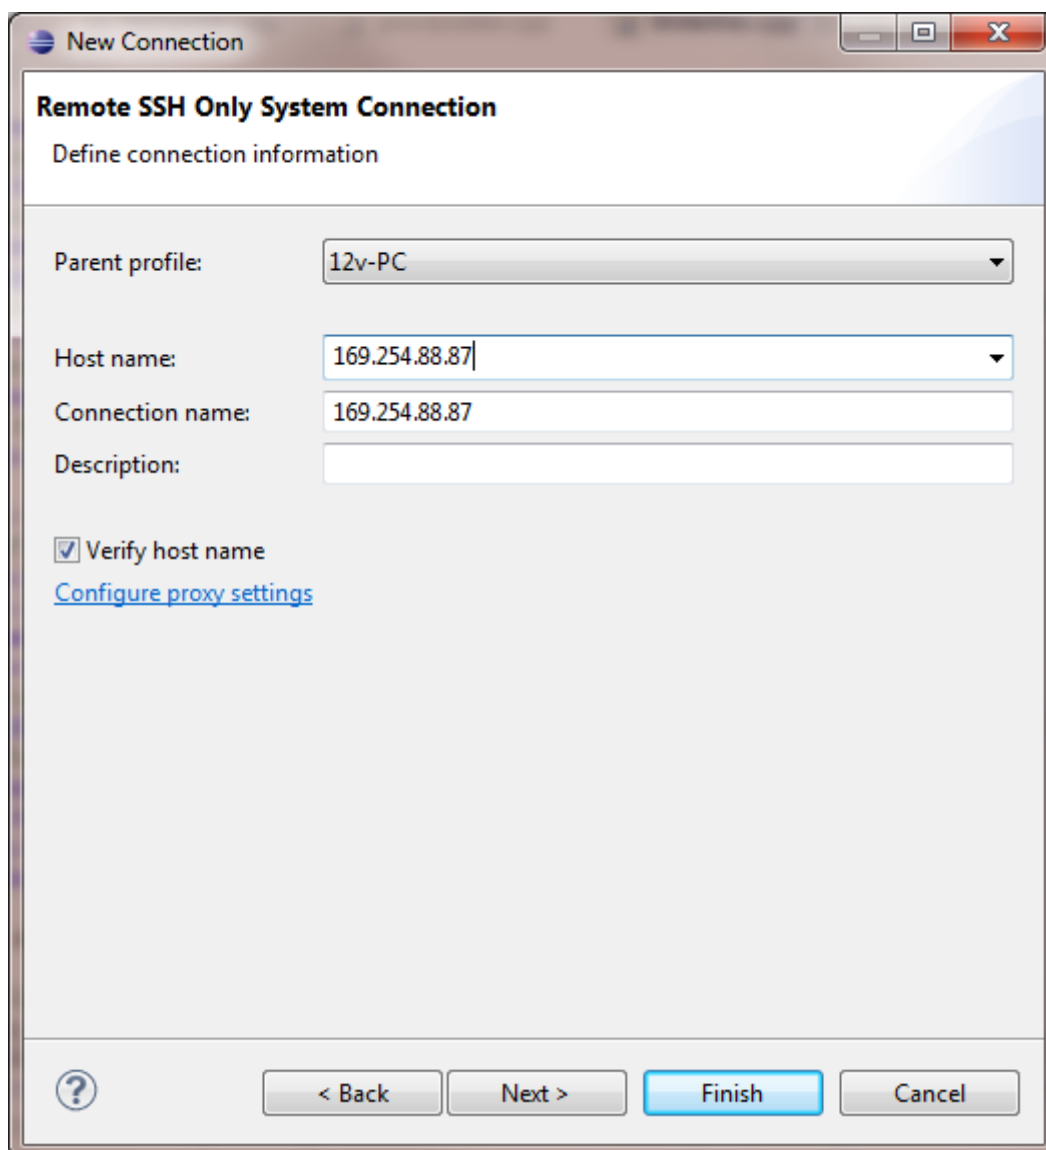 New Connection
Remote SSH Only System Connection
Define connection information
Parent profile: 12v-PC
Host name: 169.254.88.87
Connection name: 169.254.88.87
Description:
Verify host name
Configure proxy settings
? < Back Next > Finish Cancel